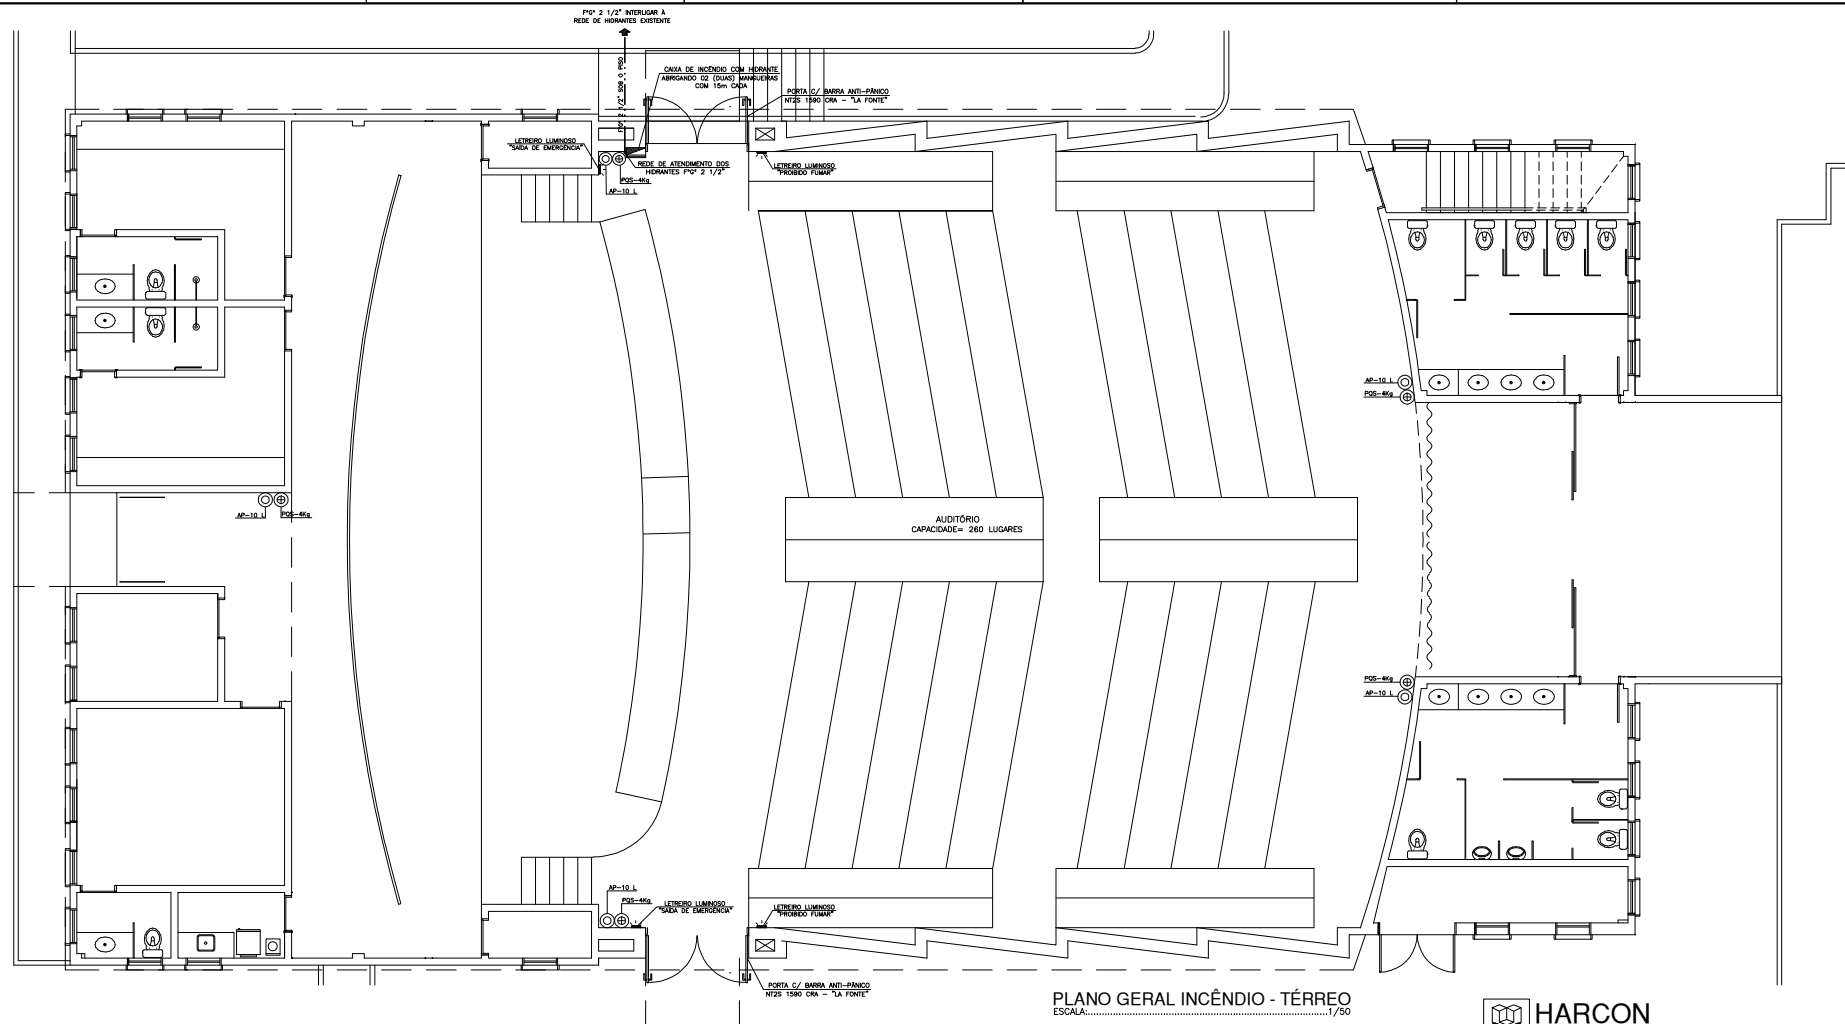 F°G° 2 1/2" INTERLIGAR À
REDE DE HIDRANTES EXISTENTE
F°G° 2 1/2" SOB O PISO
CAIXA DE INCÊNDIO COM HIDRANTE
ABRIGANDO 02 (DUAS) MANGUEIRAS
COM 15m CADA
PORTA C/ BARRA ANTI-PÂNICO
NT2S 1590 CRA - "LA FONTE"
LETREIRO LUMINOSO
"SAÍDA DE EMERGÊNCIA"
REDE DE ATENDIMENTO DOS
HIDRANTES F°G° 2 1/2"
LETREIRO LUMINOSO
"PROIBIDO FUMAR"
PQS-4Kg
AP-10 L
AP-10 L
PQS-4Kg
AP-10 L
PQS-4Kg
AUDITÓRIO
CAPACIDADE= 260 LUGARES
PQS-4Kg
AP-10 L
AP-10 L
PQS-4Kg
LETREIRO LUMINOSO
"SAÍDA DE EMERGÊNCIA"
LETREIRO LUMINOSO
"PROIBIDO FUMAR"
PORTA C/ BARRA ANTI-PÂNICO
NT2S 1590 CRA - "LA FONTE"
PLANO GERAL INCÊNDIO - TÉRREO
ESCALA:..........1/50
HARCON